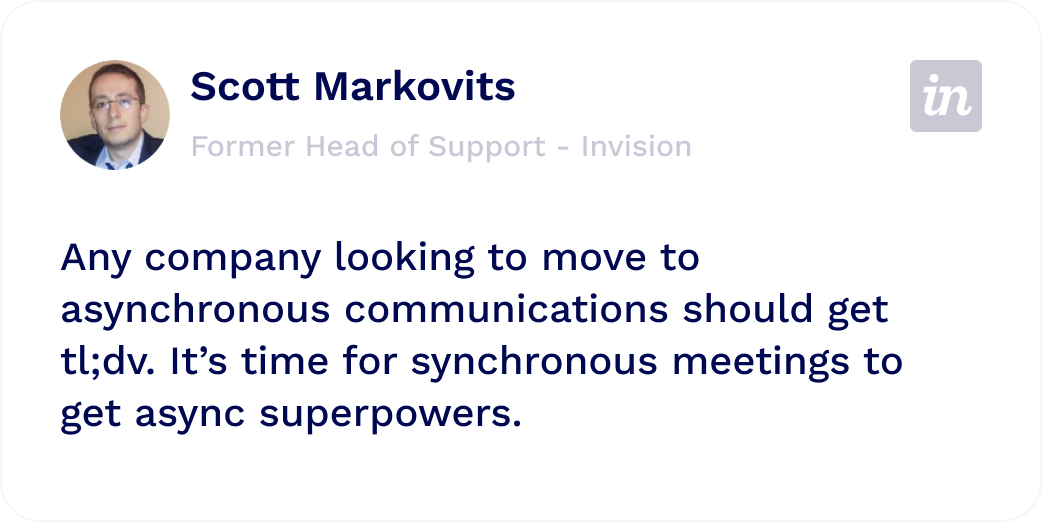 Scott Markovits
in
Former Head of Support - Invision
Any company looking to move to
asynchronous communications should get
tl;dv. It’s time for synchronous meetings to
get async superpowers.